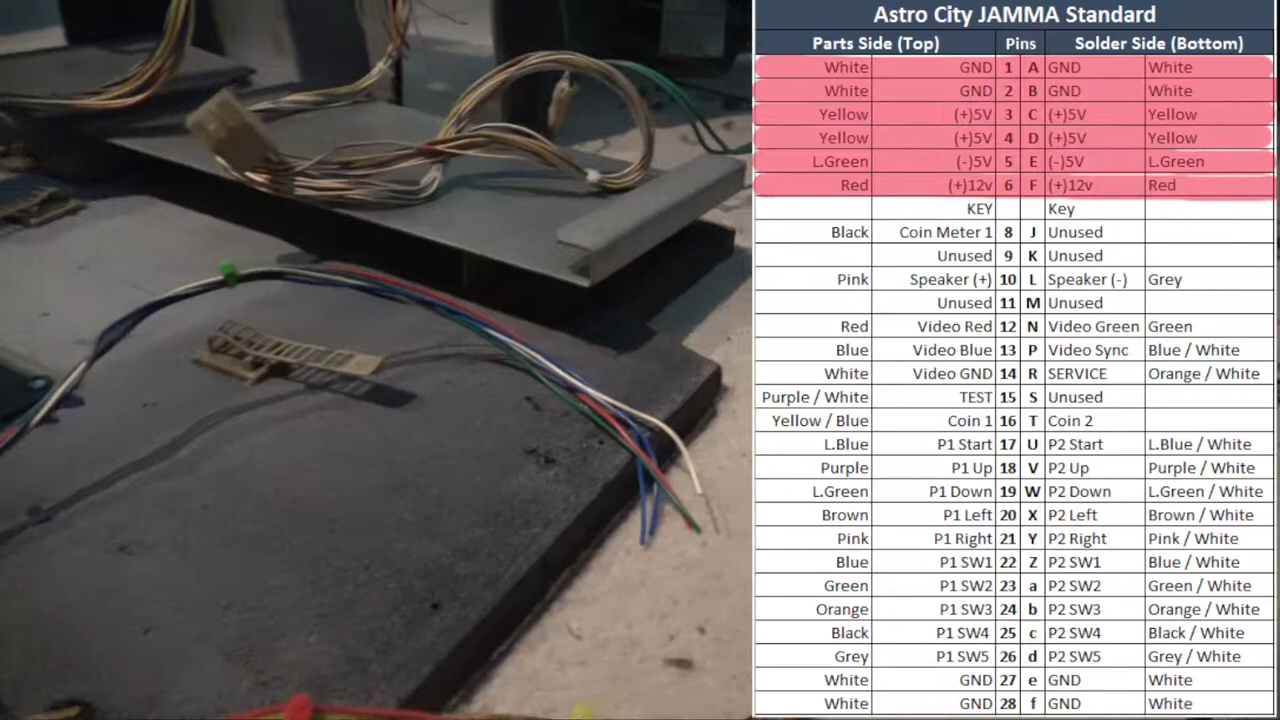 Astro City JAMMA Standard
Parts Side (Top) Pins Solder Side (Bottom)
White GND 1 A GND White
White GND 2 B GND White
Yellow (+)5V 3 C (+)5V Yellow
Yellow (+)5V 4 D (+)5V Yellow
L.Green (-)5V 5 E (-)5V L.Green
Red (+)12v 6 F (+)12v Red
KEY Key
Black Coin Meter 1 8 J Unused
Unused 9 K Unused
Pink Speaker (+) 10 L Speaker (-) Grey
Unused 11 M Unused
Red Video Red 12 N Video Green Green
Blue Video Blue 13 P Video Sync Blue / White
White Video GND 14 R SERVICE Orange / White
Purple / White TEST 15 S Unused
Yellow / Blue Coin 1 16 T Coin 2
L.Blue P1 Start 17 U P2 Start L.Blue / White
Purple P1 Up 18 V P2 Up Purple / White
L.Green P1 Down 19 W P2 Down L.Green / White
Brown P1 Left 20 X P2 Left Brown / White
Pink P1 Right 21 Y P2 Right Pink / White
Blue P1 SW1 22 Z P2 SW1 Blue / White
Green P1 SW2 23 a P2 SW2 Green / White
Orange P1 SW3 24 b P2 SW3 Orange / White
Black P1 SW4 25 c P2 SW4 Black / White
Grey P1 SW5 26 d P2 SW5 Grey / White
White GND 27 e GND White
White GND 28 f GND White